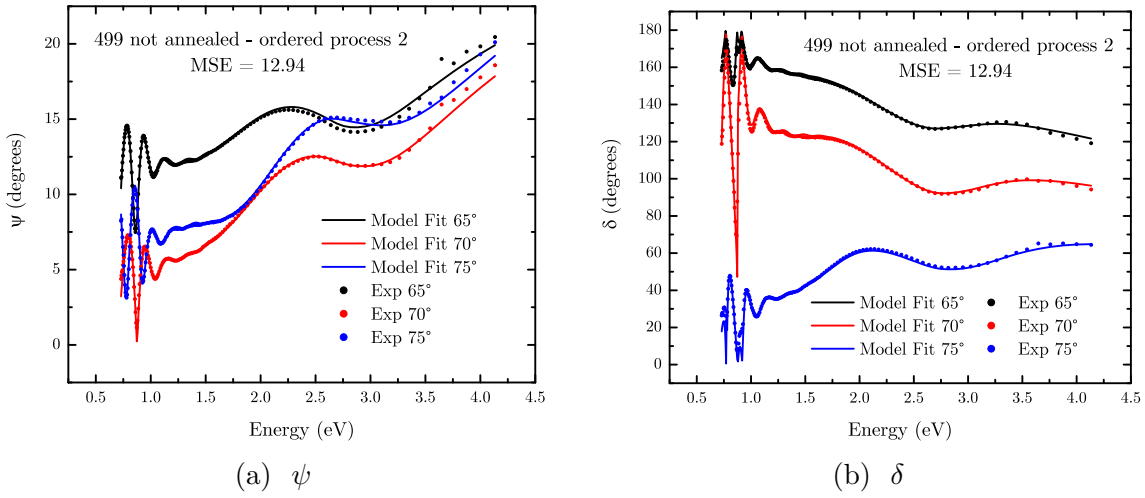 499 not annealed - ordered process 2
MSE = 12.94
20
15
10
5
0
ψ (degrees)
Model Fit 65°
Model Fit 70°
Model Fit 75°
Exp 65°
Exp 70°
Exp 75°
0.5 1.0 1.5 2.0 2.5 3.0 3.5 4.0 4.5
Energy (eV)
(a) ψ
499 not annealed - ordered process 2
MSE = 12.94
180
160
140
120
100
80
60
40
20
0
δ (degrees)
Model Fit 65° Exp 65°
Model Fit 70° Exp 70°
Model Fit 75° Exp 75°
0.5 1.0 1.5 2.0 2.5 3.0 3.5 4.0 4.5
Energy (eV)
(b) δ